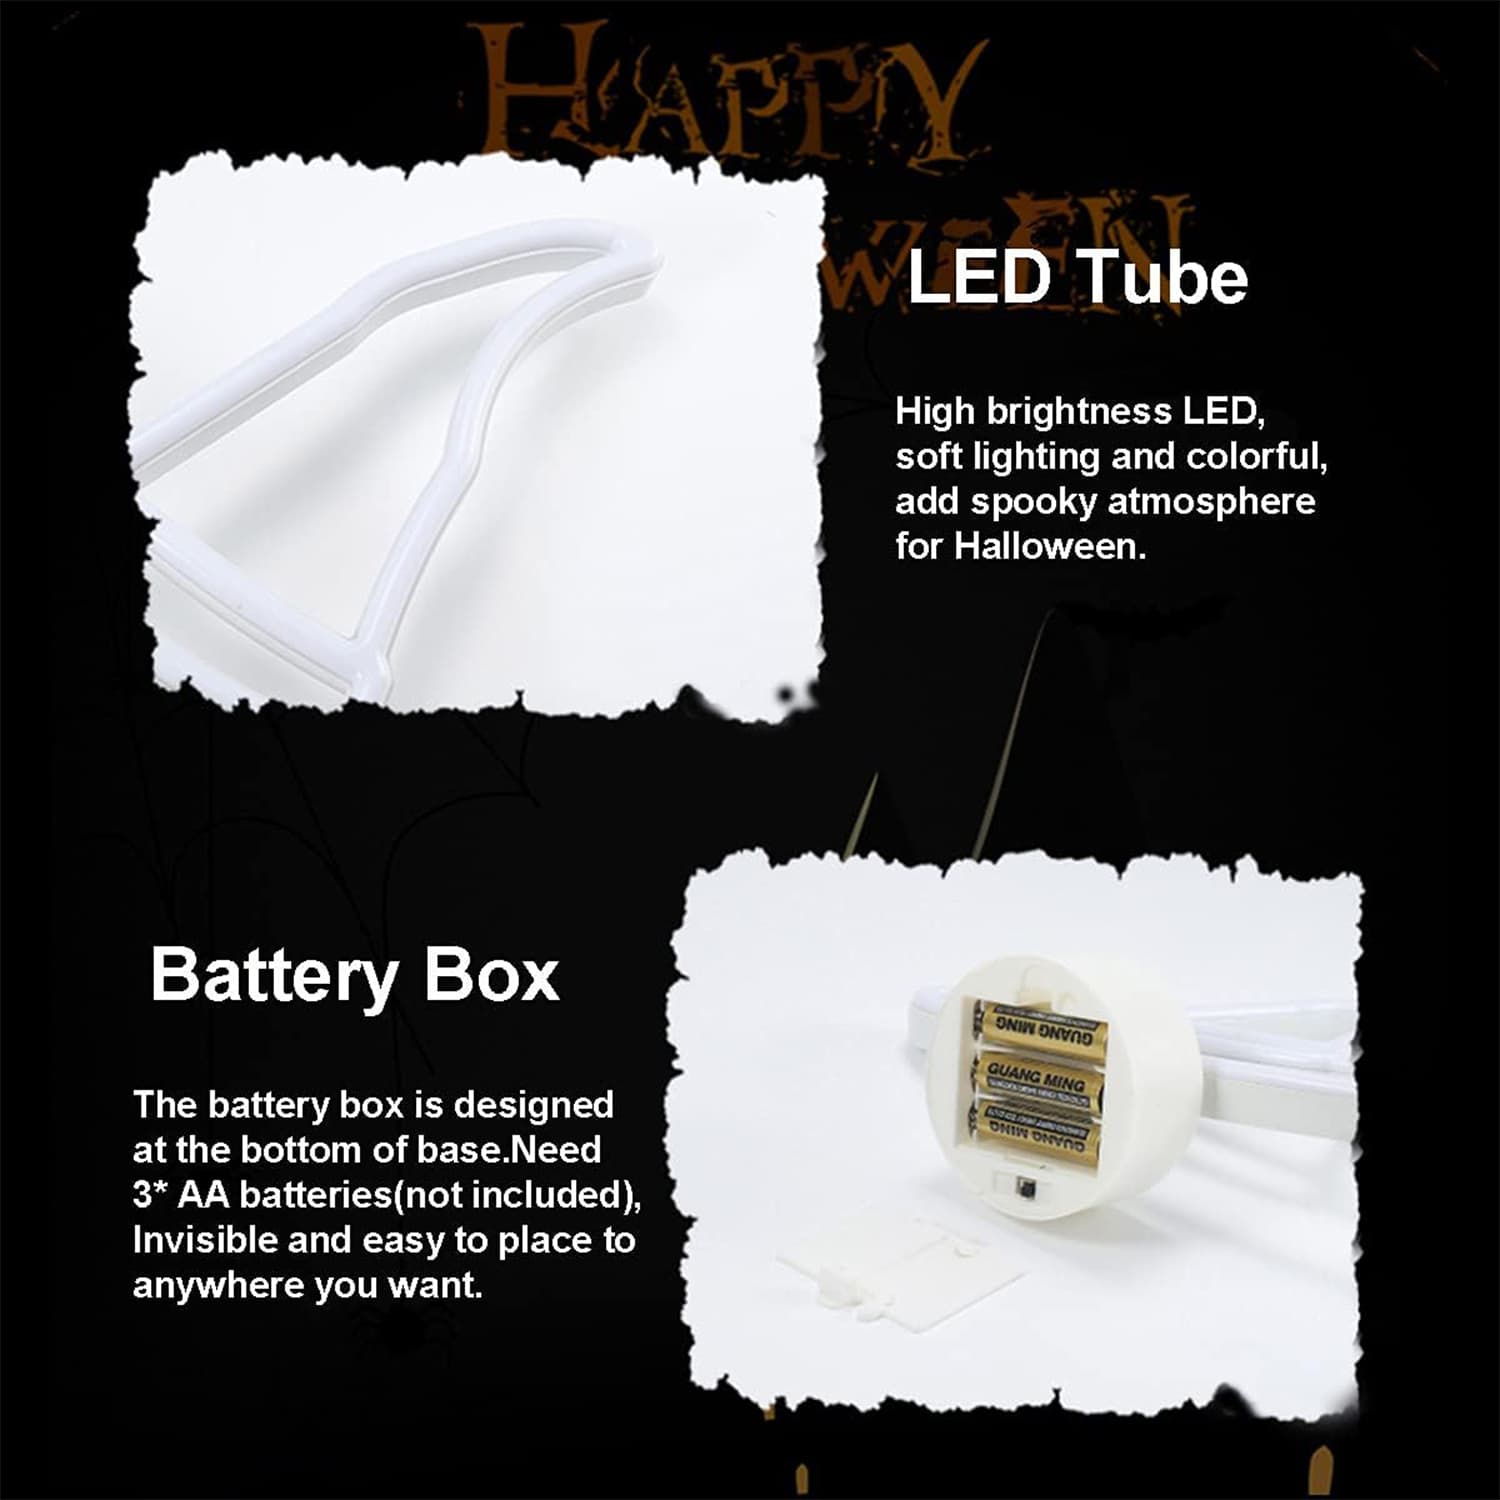 HAPPY
WEEN
LED Tube
High brightness LED,
soft lighting and colorful,
add spooky atmosphere
for Halloween.
Battery Box
The battery box is designed
at the bottom of base.Need
3* AA batteries(not included),
Invisible and easy to place to
anywhere you want.
GUANG MING
GUANG MING
GUANG MING